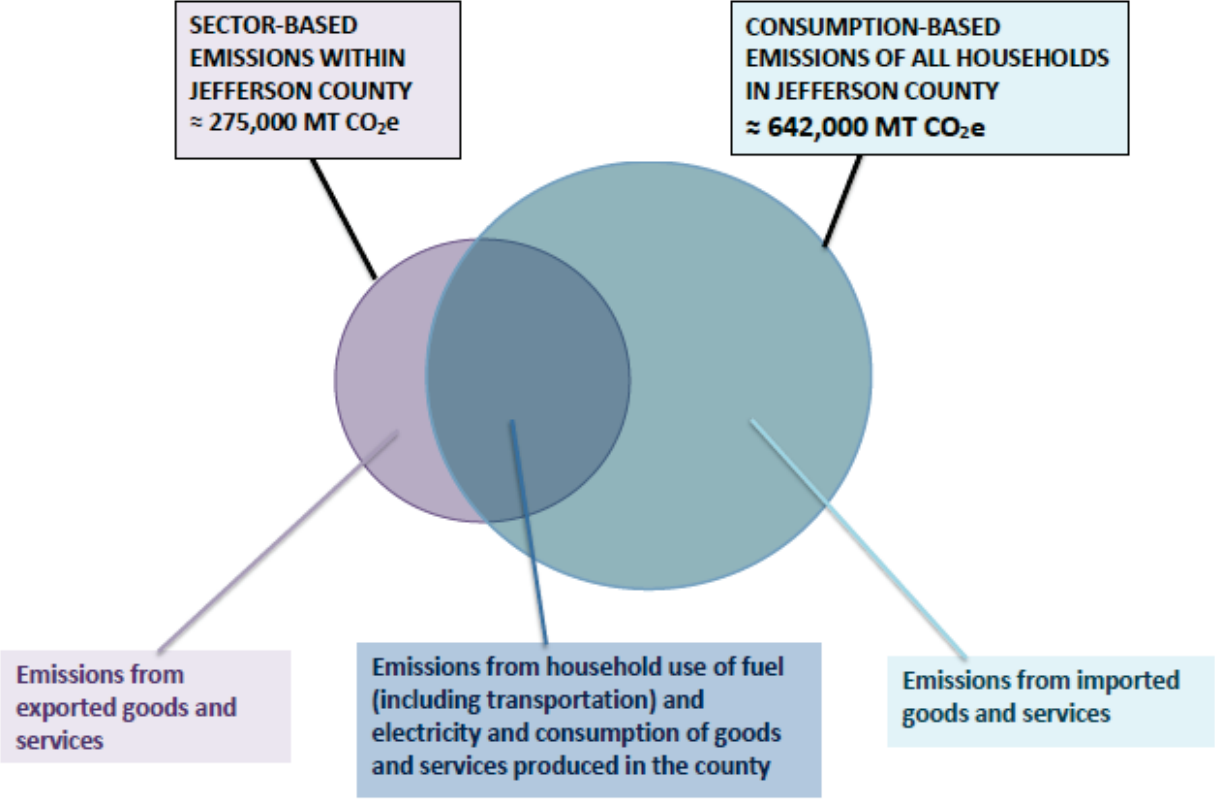 SECTOR-BASED
EMISSIONS WITHIN
JEFFERSON COUNTY
≈ 275,000 MT CO₂e
CONSUMPTION-BASED
EMISSIONS OF ALL HOUSEHOLDS
IN JEFFERSON COUNTY
≈ 642,000 MT CO₂e
Emissions from
exported goods and
services
Emissions from household use of fuel
(including transportation) and
electricity and consumption of goods
and services produced in the county
Emissions from imported
goods and services